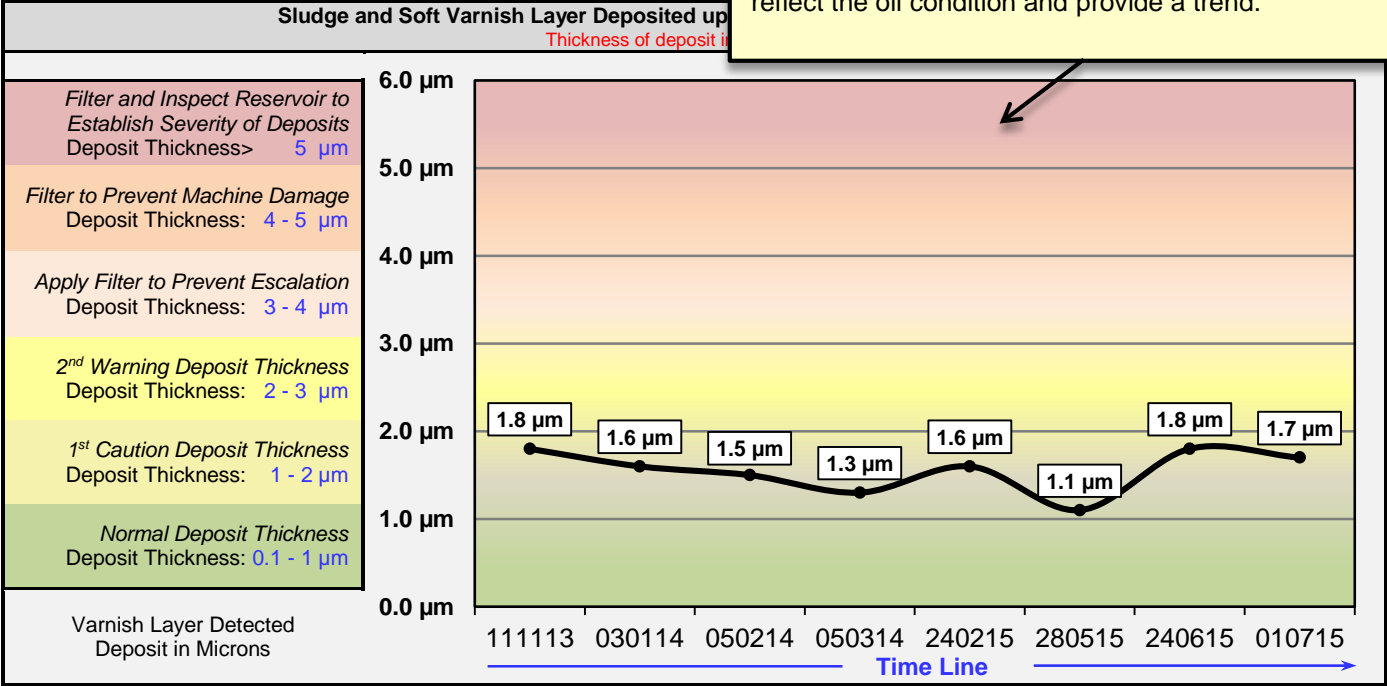 reflect the oil condition and provide a trend.
Sludge and Soft Varnish Layer Deposited up
Thickness of deposit
Filter and Inspect Reservoir to
Establish Severity of Deposits
Deposit Thickness> 5 µm
Filter to Prevent Machine Damage
Deposit Thickness: 4 - 5 µm
Apply Filter to Prevent Escalation
Deposit Thickness: 3 - 4 µm
2nd Warning Deposit Thickness
Deposit Thickness: 2 - 3 µm
1st Caution Deposit Thickness
Deposit Thickness: 1 - 2 µm
Normal Deposit Thickness
Deposit Thickness: 0.1 - 1 µm
Varnish Layer Detected
Deposit in Microns
6.0 µm
5.0 µm
4.0 µm
3.0 µm
2.0 µm
1.0 µm
0.0 µm
1.8 µm
1.6 µm
1.5 µm
1.3 µm
1.6 µm
1.1 µm
1.8 µm
1.7 µm
111113 030114 050214 050314 240215 280515 240615 010715
Time Line